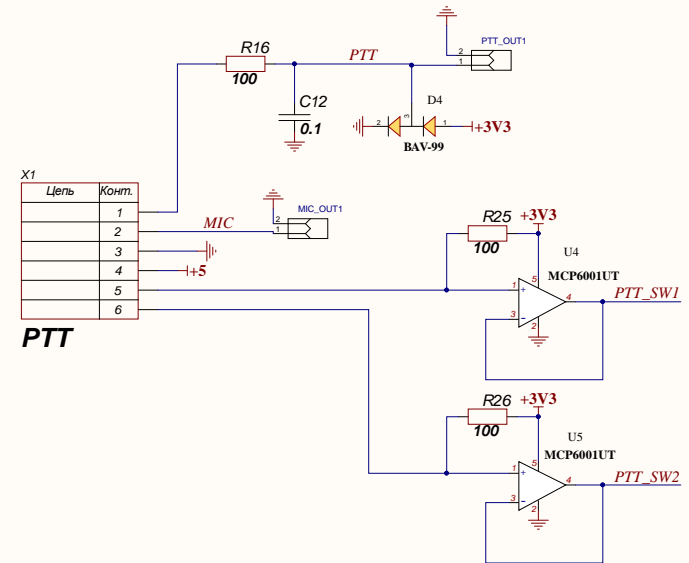 R16
100
PTT
PTT_OUT1
2
1
C12
0.1
D4
2
3
1
+3V3
BAV-99
X1
Цепь Конт.
1
2
3
4
5
6
PTT
MIC
MIC_OUT1
2
1
+5
R25
100
+3V3
U4
MCP6001UT
5
1
+
4
3
-
2
PTT_SW1
R26
100
+3V3
U5
MCP6001UT
5
1
+
4
3
-
2
PTT_SW2